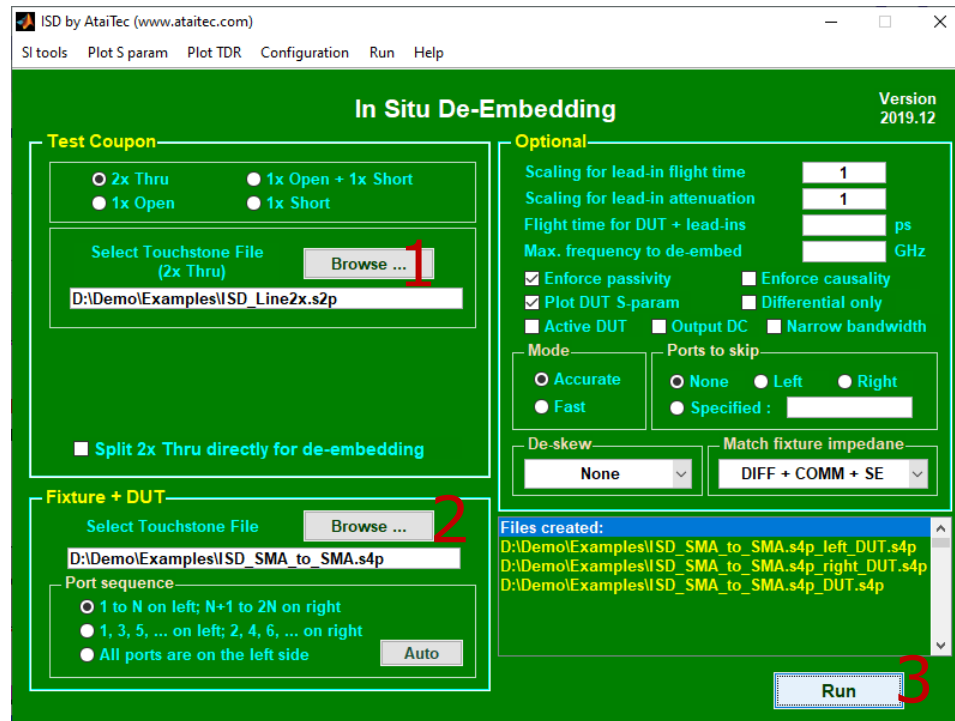 ISD by AtaiTec (www.ataitec.com)
SI tools Plot S param Plot TDR Configuration Run Help
In Situ De-Embedding
Version
2019.12
Test Coupon
2x Thru 1x Open + 1x Short
1x Open 1x Short
Select Touchstone File
(2x Thru)
Browse ...
1
D:\Demo\Examples\ISD_Line2x.s2p
Split 2x Thru directly for de-embedding
Fixture + DUT
Select Touchstone File
Browse ...
2
D:\Demo\Examples\ISD_SMA_to_SMA.s4p
Port sequence
1 to N on left; N+1 to 2N on right
1, 3, 5, ... on left; 2, 4, 6, ... on right
All ports are on the left side
Auto
Optional
Scaling for lead-in flight time 1
Scaling for lead-in attenuation 1
Flight time for DUT + lead-ins ps
Max. frequency to de-embed GHz
Enforce passivity Enforce causality
Plot DUT S-param Differential only
Active DUT Output DC Narrow bandwidth
Mode
Accurate
Fast
Ports to skip
None Left Right
Specified :
De-skew
None
Match fixture impedane
DIFF + COMM + SE
Files created:
D:\Demo\Examples\ISD_SMA_to_SMA.s4p_left_DUT.s4p
D:\Demo\Examples\ISD_SMA_to_SMA.s4p_right_DUT.s4p
D:\Demo\Examples\ISD_SMA_to_SMA.s4p_DUT.s4p
Run
3